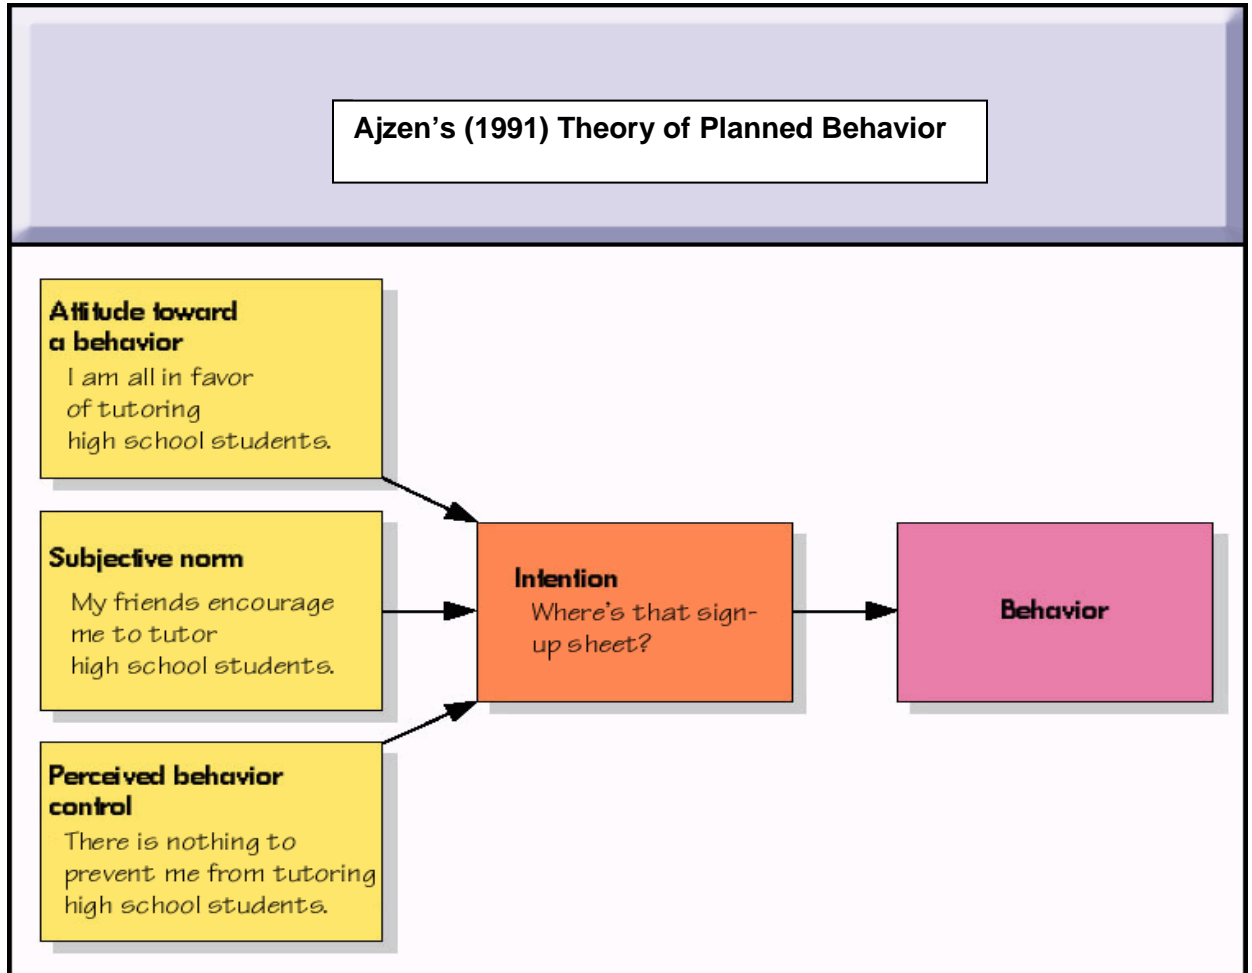 Ajzen's (1991) Theory of Planned Behavior
Attitude toward
a behavior
I am all in favor
of tutoring
high school students.
Subjective norm
My friends encourage
me to tutor
high school students.
Perceived behavior
control
There is nothing to
prevent me from tutoring
high school students.
Intention
Where's that sign-
up sheet?
Behavior